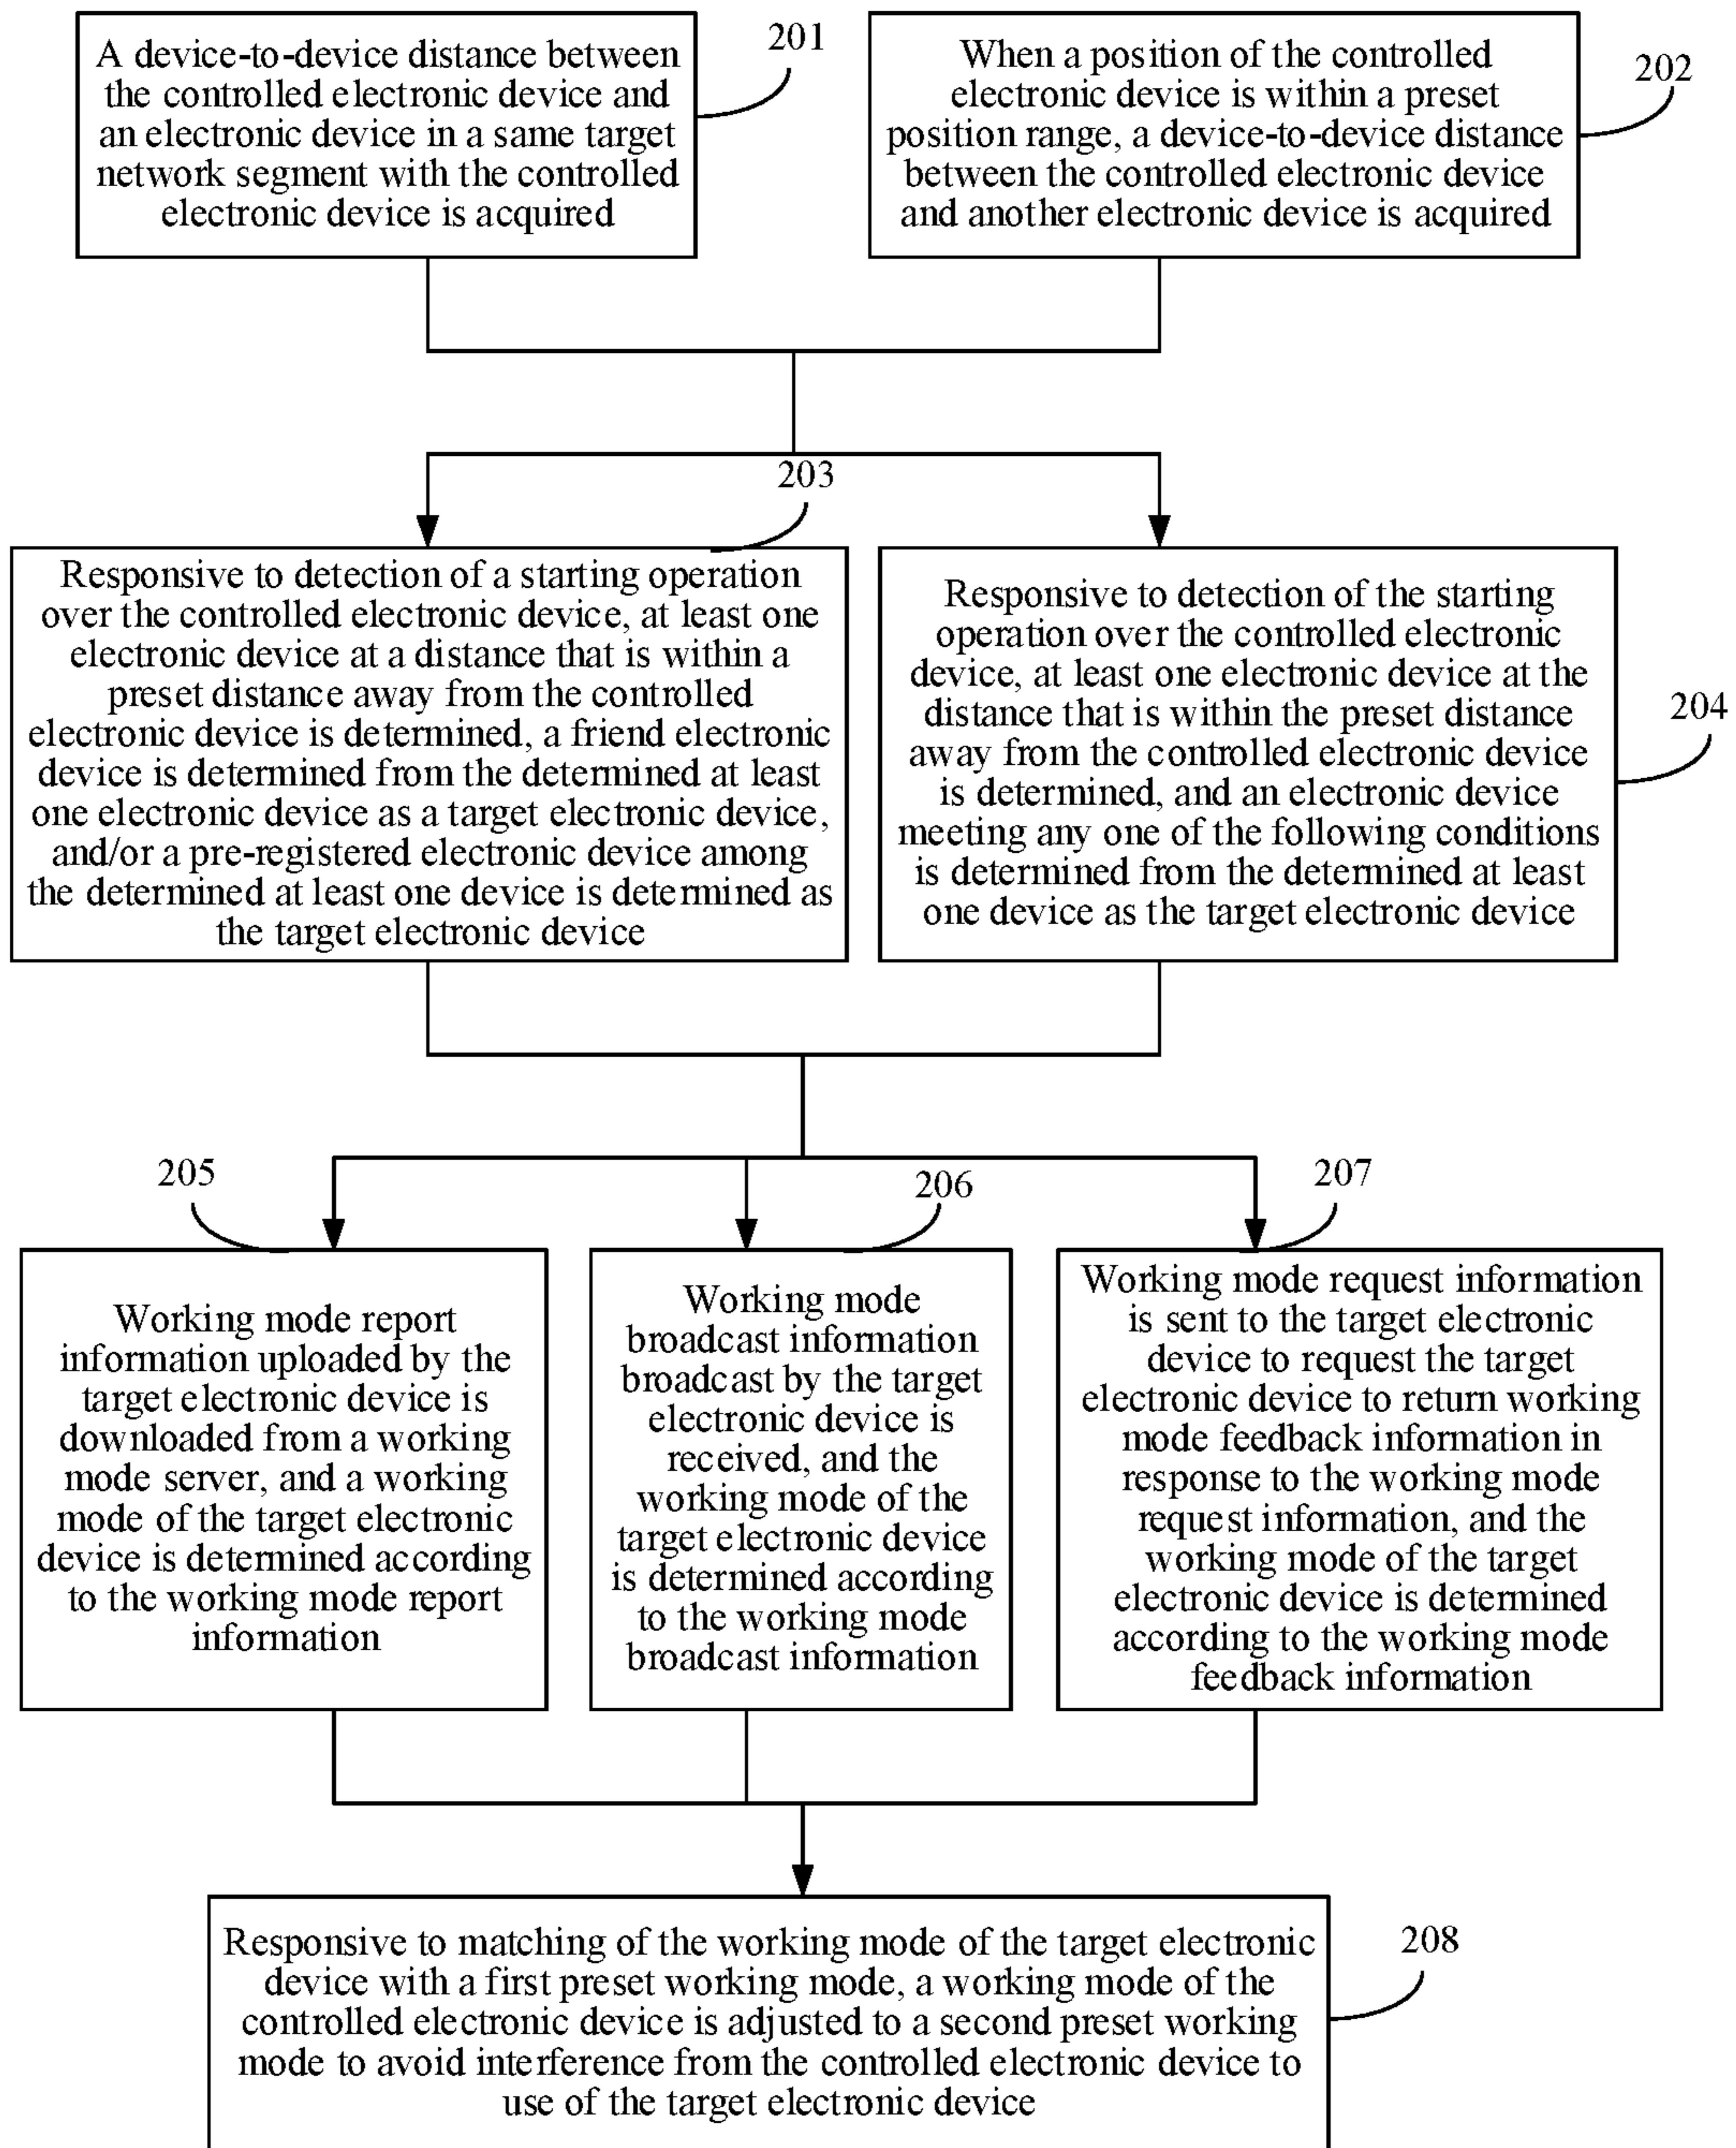 A device-to-device distance between
the controlled electronic device and
an electronic device in a same target
network segment with the controlled
electronic device is acquired
201
When a position of the controlled
electronic device is within a preset
position range, a device-to-device distance
between the controlled electronic device
and another electronic device is acquired
202
203
Responsive to detection of a starting operation
over the controlled electronic device, at least one
electronic device at a distance that is within a
preset distance away from the controlled
electronic device is determined, a friend electronic
device is determined from the determined at least
one electronic device as a target electronic device,
and/or a pre-registered electronic device among
the determined at least one device is determined as
the target electronic device
Responsive to detection of the starting
operation over the controlled electronic
device, at least one electronic device at the
distance that is within the preset distance
away from the controlled electronic device
is determined, and an electronic device
meeting any one of the following conditions
is determined from the determined at least
one device as the target electronic device
204
205
Working mode report
information uploaded by the
target electronic device is
downloaded from a working
mode server, and a working
mode of the target electronic
device is determined according
to the working mode report
information
206
Working mode
broadcast information
broadcast by the target
electronic device is
received, and the
working mode of the
target electronic device
is determined according
to the working mode
broadcast information
207
Working mode request information
is sent to the target electronic
device to request the target
electronic device to return working
mode feedback information in
response to the working mode
request information, and the
working mode of the target
electronic device is determined
according to the working mode
feedback information
Responsive to matching of the working mode of the target electronic
device with a first preset working mode, a working mode of the
controlled electronic device is adjusted to a second preset working
mode to avoid interference from the controlled electronic device to
use of the target electronic device
208